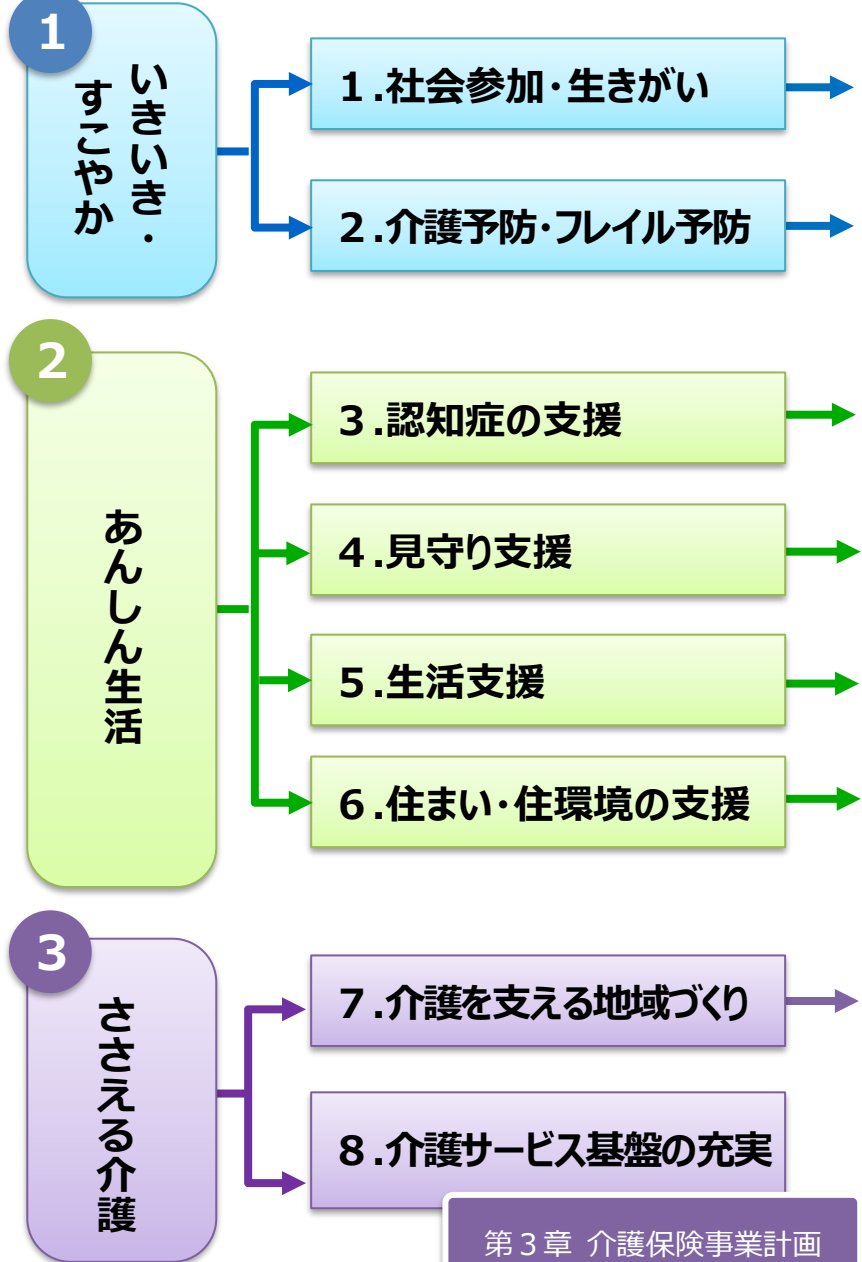 1
いきいき・
すこやか
１.社会参加・生きがい
２.介護予防・フレイル予防
2
あんしん生活
３.認知症の支援
４.見守り支援
５.生活支援
６.住まい・住環境の支援
3
ささえる介護
７.介護を支える地域づくり
８.介護サービス基盤の充実
第３章 介護保険事業計画